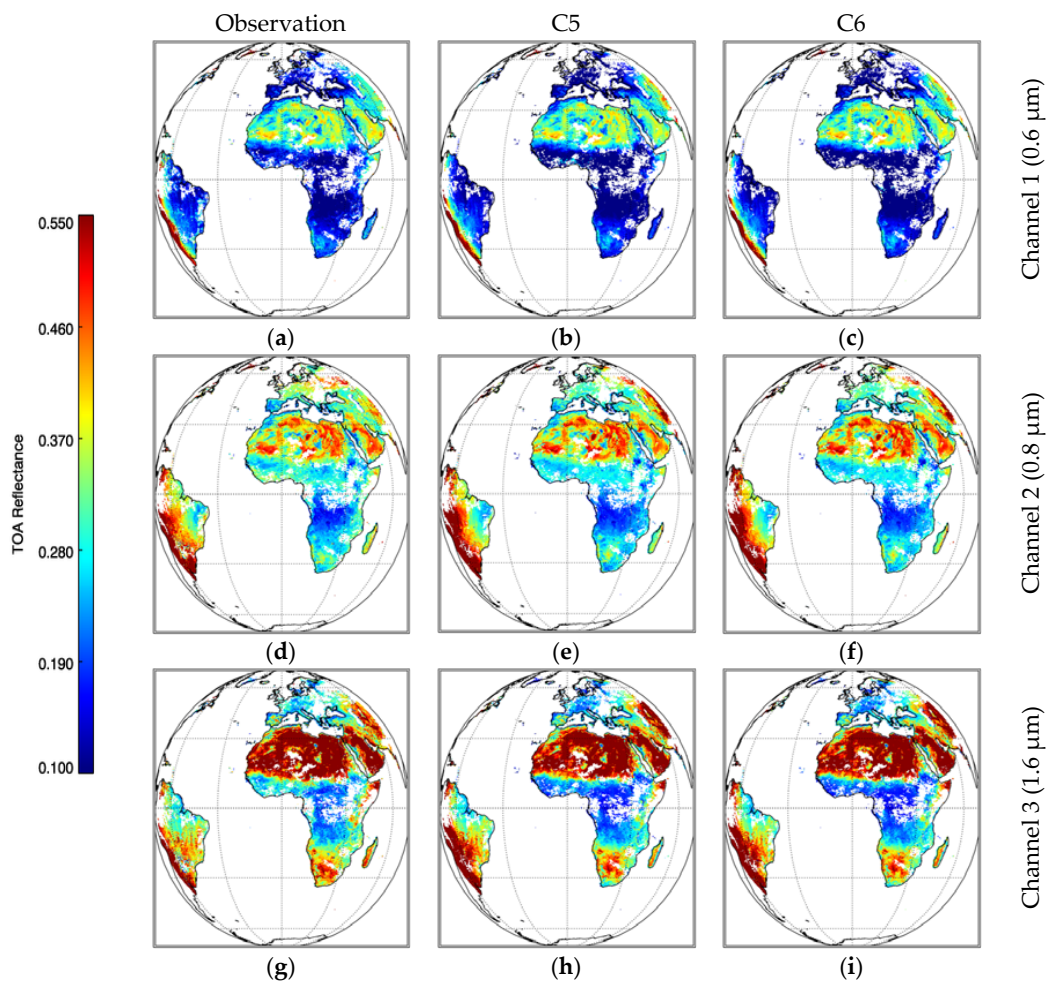 Observation C5 C6
Channel 1 (0.6 µm)
(a) (b) (c)
TOA Reflectance
0.550
0.460
0.370
0.280
0.190
0.100
Channel 2 (0.8 µm)
(d) (e) (f)
Channel 3 (1.6 µm)
(g) (h) (i)